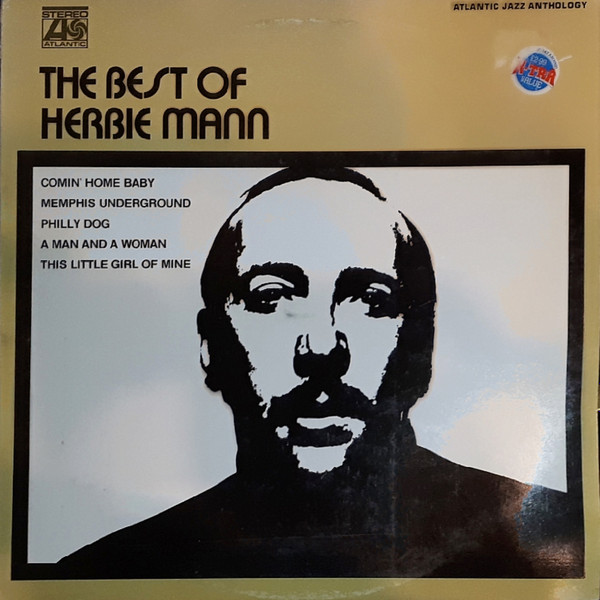 STEREO
ATLANTIC
ATLANTIC JAZZ ANTHOLOGY
THE BEST OF
HERBIE MANN
VALUE
COMIN' HOME BABY
MEMPHIS UNDERGROUND
PHILLY DOG
A MAN AND A WOMAN
THIS LITTLE GIRL OF MINE